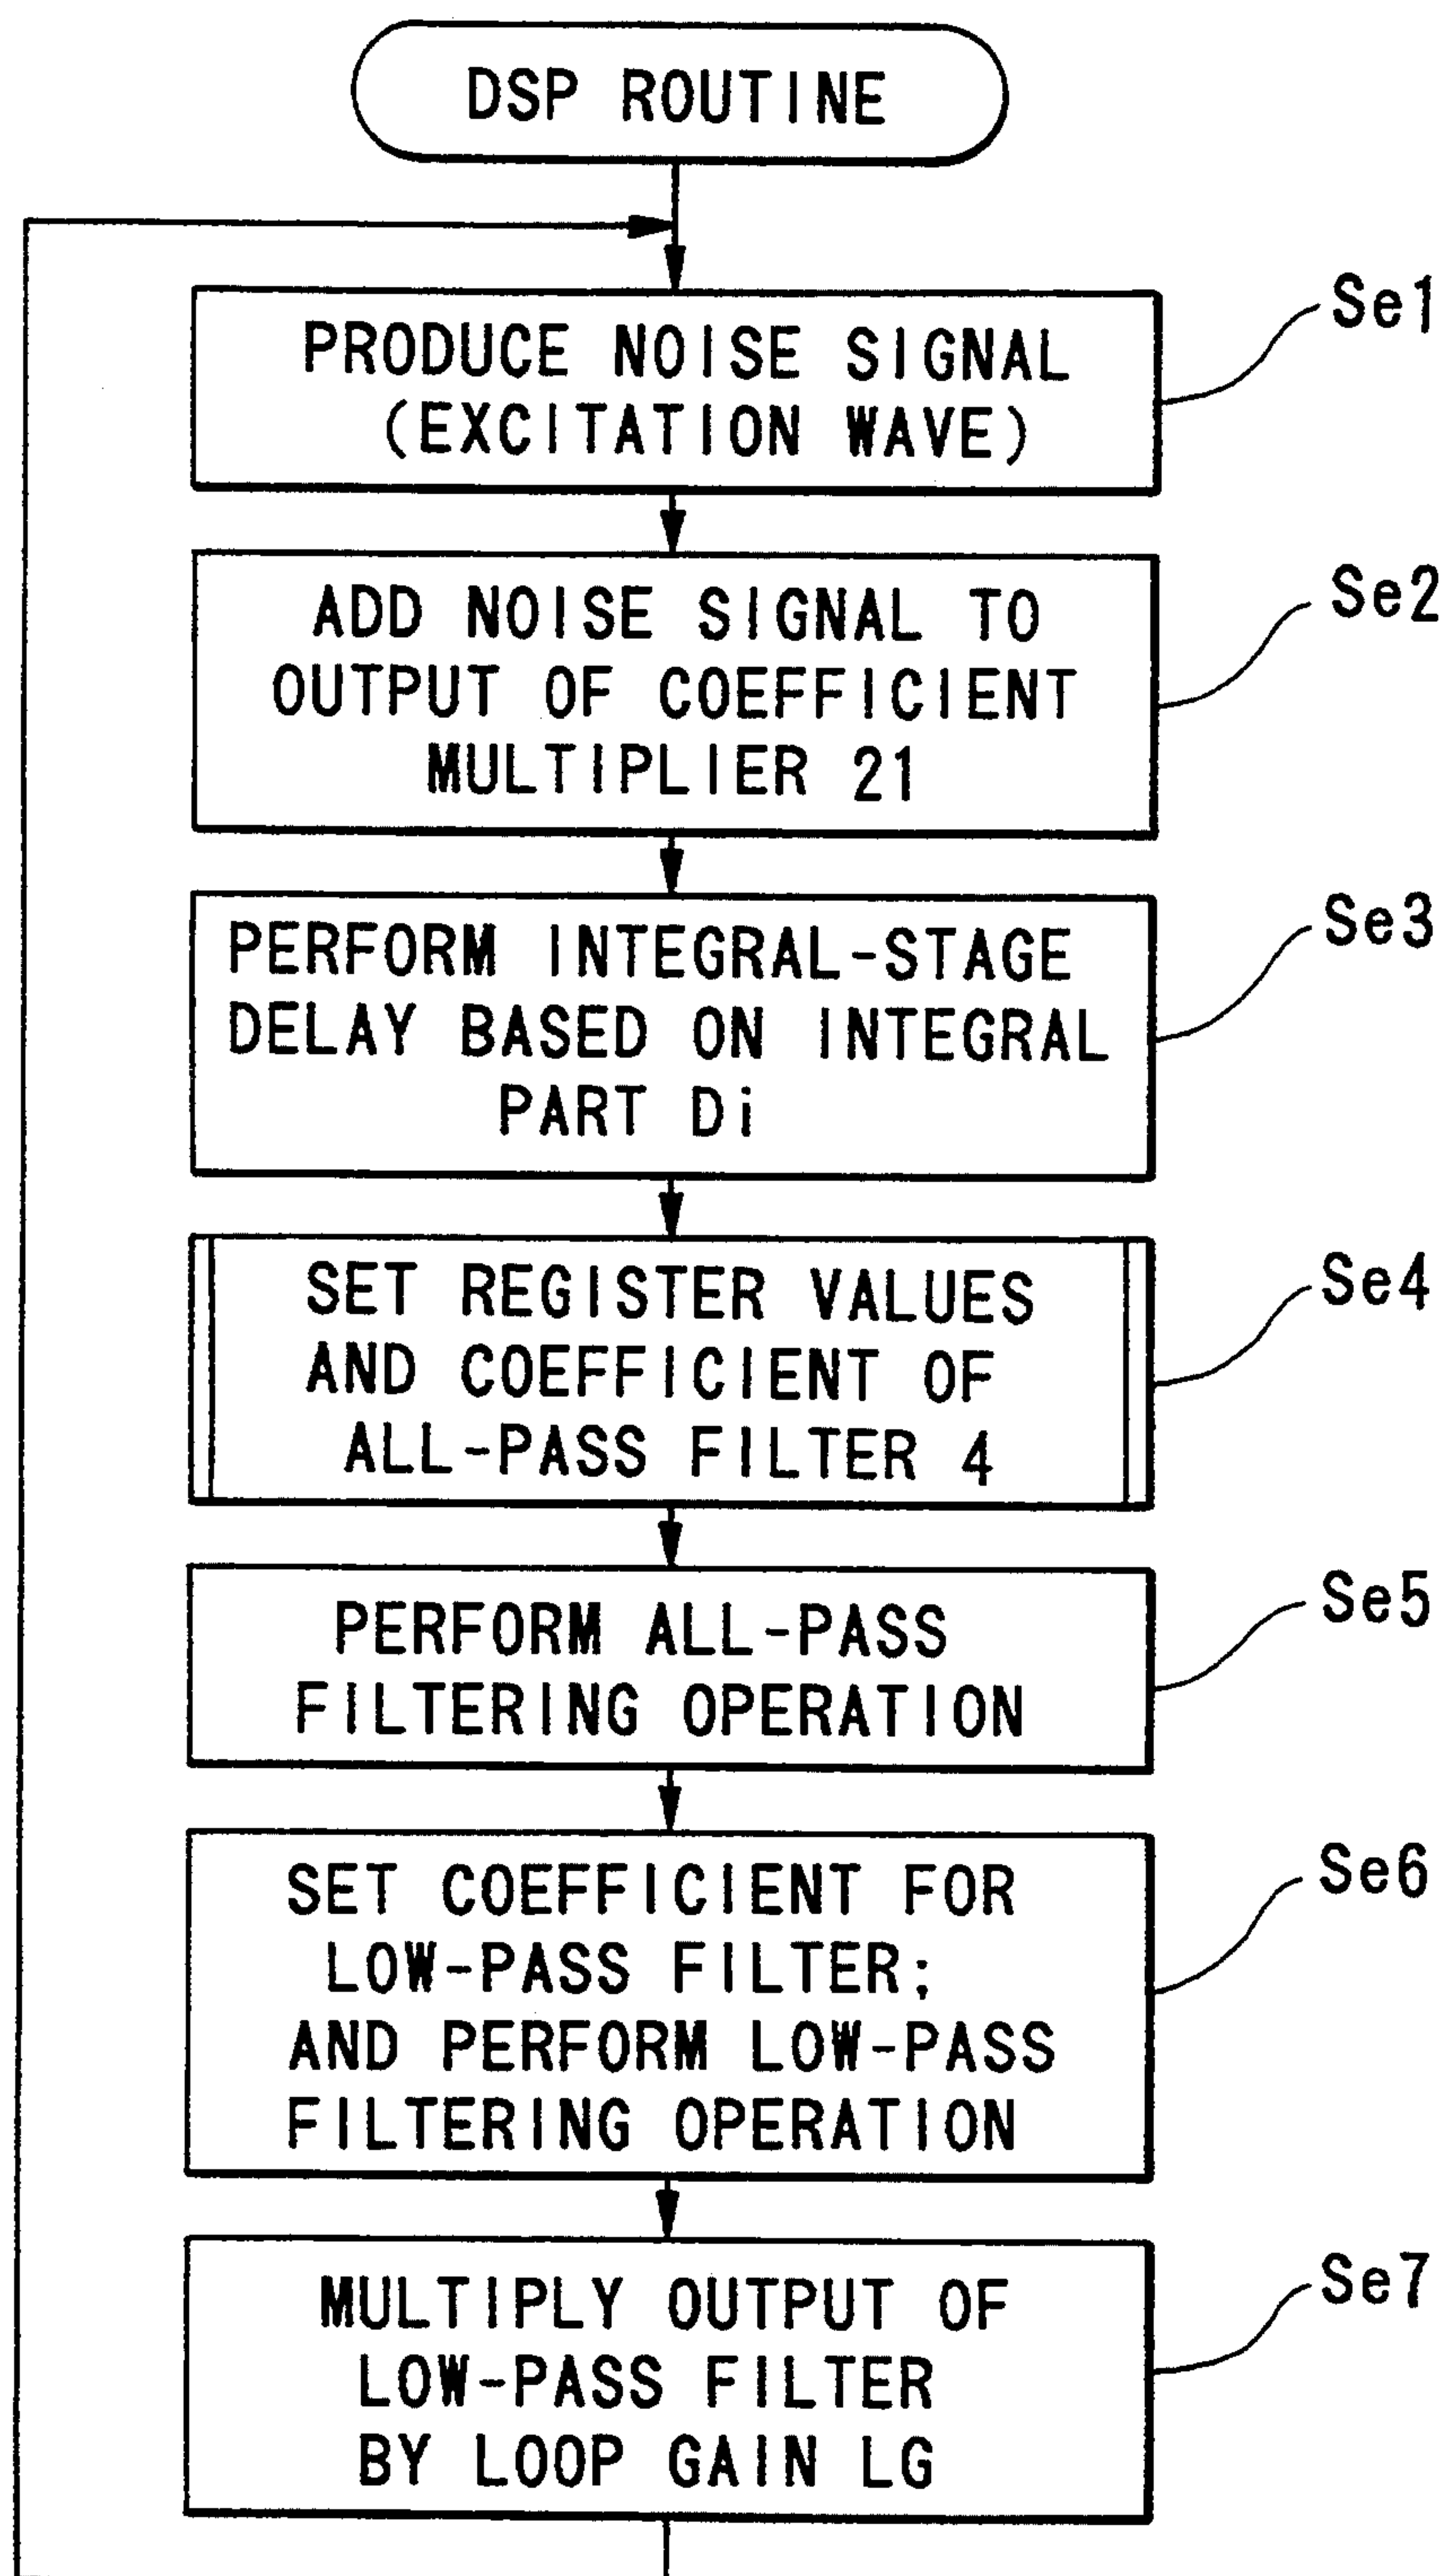 DSP ROUTINE
Se1
PRODUCE NOISE SIGNAL
(EXCITATION WAVE)
Se2
ADD NOISE SIGNAL TO
OUTPUT OF COEFFICIENT
MULTIPLIER 21
Se3
PERFORM INTEGRAL-STAGE
DELAY BASED ON INTEGRAL
PART Di
Se4
SET REGISTER VALUES
AND COEFFICIENT OF
ALL-PASS FILTER 4
Se5
PERFORM ALL-PASS
FILTERING OPERATION
Se6
SET COEFFICIENT FOR
LOW-PASS FILTER;
AND PERFORM LOW-PASS
FILTERING OPERATION
Se7
MULTIPLY OUTPUT OF
LOW-PASS FILTER
BY LOOP GAIN LG